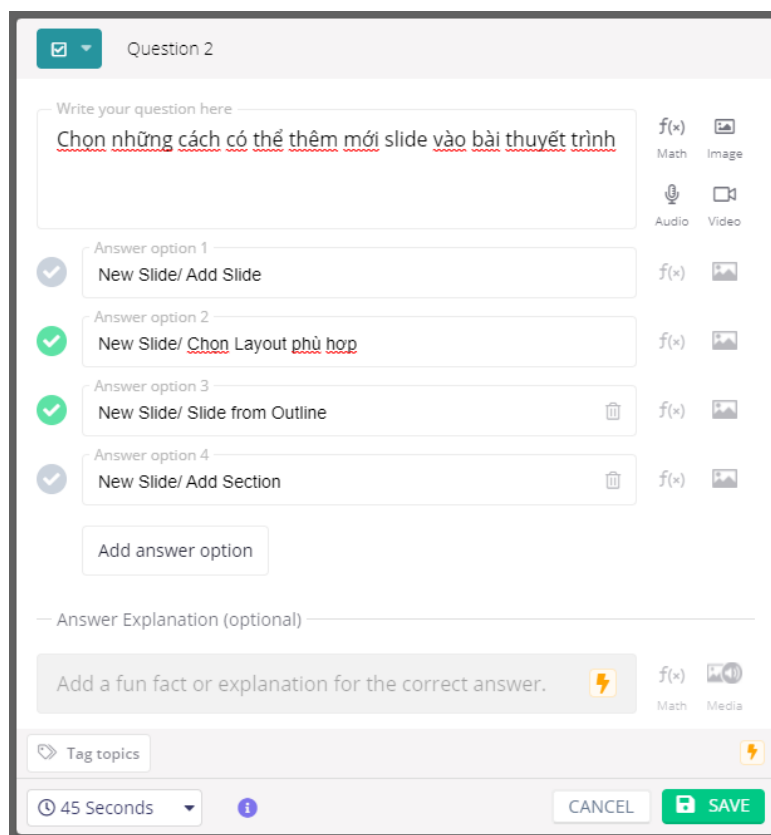 Question 2
Write your question here
Chọn những cách có thể thêm mới slide vào bài thuyết trình
f(×)
Math
Image
Audio
Video
Answer option 1
New Slide/ Add Slide
f(×)
Answer option 2
New Slide/ Chọn Layout phù hợp
f(×)
Answer option 3
New Slide/ Slide from Outline
f(×)
Answer option 4
New Slide/ Add Section
f(×)
Add answer option
Answer Explanation (optional)
Add a fun fact or explanation for the correct answer.
f(×)
Math
Media
Tag topics
45 Seconds
i
CANCEL
SAVE